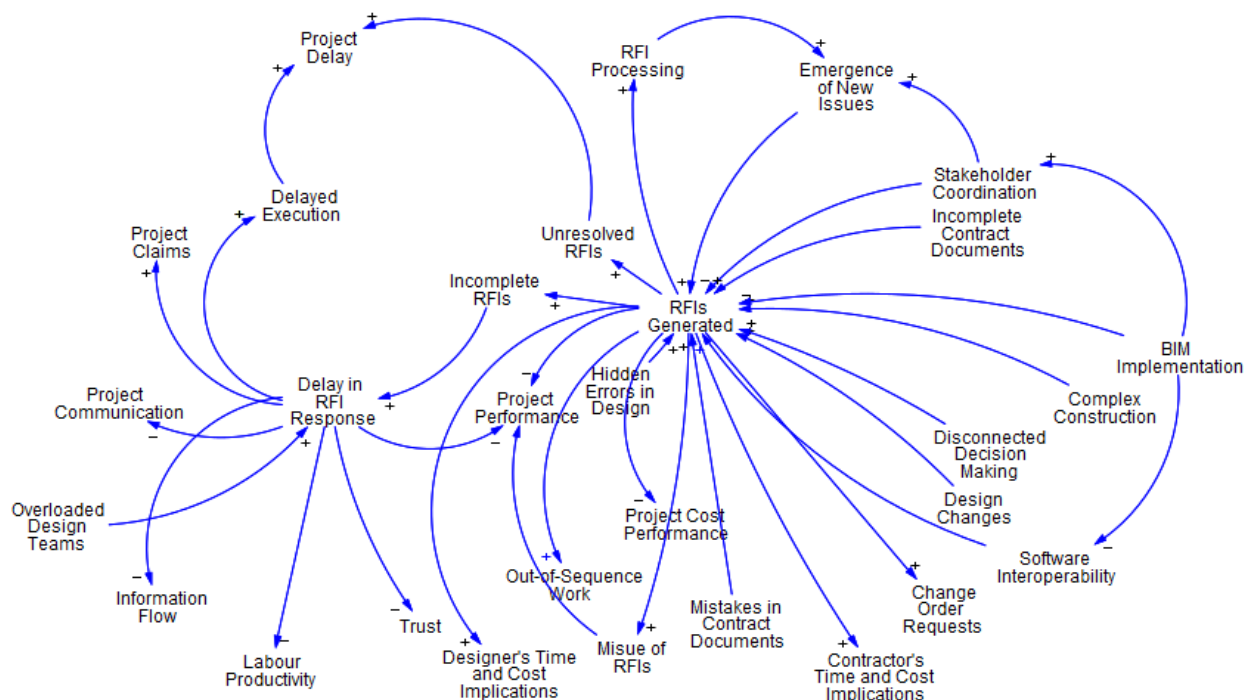 Project
Delay
RFI
Processing
Emergence
of New
Issues
Stakeholder
Coordination
Delayed
Execution
Incomplete
Contract
Documents
Project
Claims
Unresolved
RFIs
Incomplete
RFIs
RFIs
Generated
BIM
Implementation
Hidden
Errors in
Design
Delay in
RFI
Response
Project
Communication
Project
Performance
Complex
Construction
Disconnected
Decision
Making
Design
Changes
Overloaded
Design
Teams
Project Cost
Performance
Software
Interoperability
Out-of-Sequence
Work
Information
Flow
Change
Order
Requests
Mistakes in
Contract
Documents
Trust
Misue of
RFIs
Labour
Productivity
Designer's Time
and Cost
Implications
Contractor's
Time and Cost
Implications